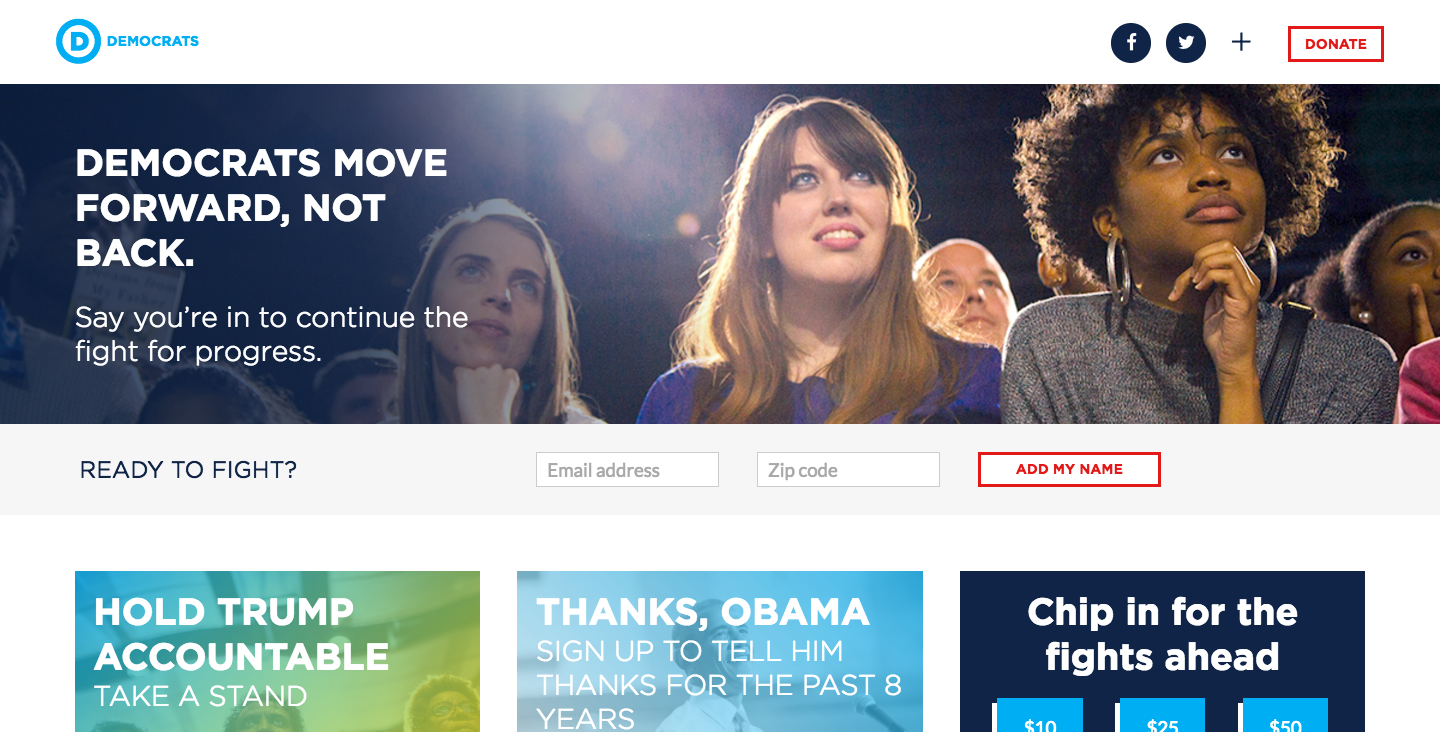 DEMOCRATS
DONATE
DEMOCRATS MOVE
FORWARD, NOT
BACK.
Say you’re in to continue the
fight for progress.
READY TO FIGHT?
Email address
Zip code
ADD MY NAME
HOLD TRUMP
ACCOUNTABLE
TAKE A STAND
THANKS, OBAMA
SIGN UP TO TELL HIM
THANKS FOR THE PAST 8
YEARS
Chip in for the
fights ahead
$10 $25 $50